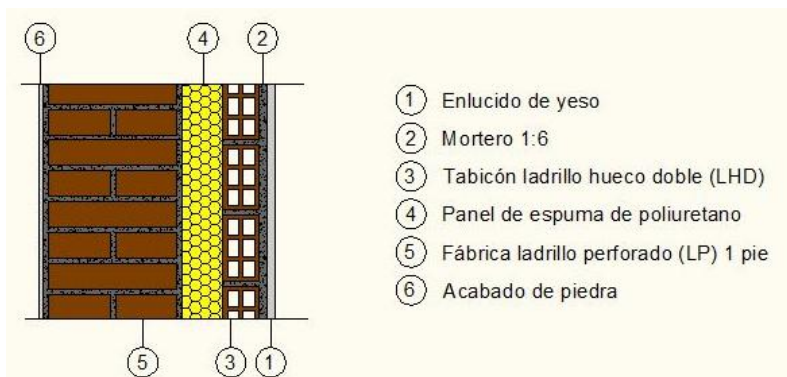 6 4 2
1 Enlucido de yeso
2 Mortero 1:6
3 Tabicón ladrillo hueco doble (LHD)
4 Panel de espuma de poliuretano
5 Fábrica ladrillo perforado (LP) 1 pie
6 Acabado de piedra
5 3 1